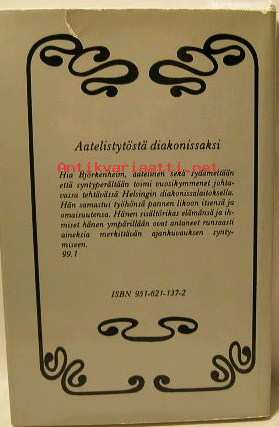 Aatelistytöstä diakonissaksi
Antikvariaatti.net
Hia Björkenheim, aatelinen sekä sydämeltään
että syntyperältään toimi vuosikymmenet johta-
vassa tehtävässä Helsingin diakonissalaitoksella.
Hän samastui työhönsä pannen likoon itsensä ja
omaisuutensa. Hänen sisältörikas elämänsä ja ih-
miset hänen ympärillään ovat antaneet runsaasti
aineksia merkittävän ajankuvauksen synty-
miseen.
99.1
ISBN 951-621-137-2